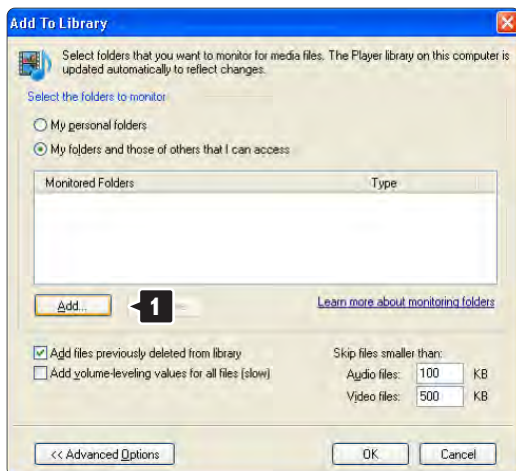 Add To Library
Select folders that you want to monitor for media files. The Player library on this computer is
updated automatically to reflect changes.
Select the folders to monitor
My personal folders
My folders and those of others that I can access
Monitored Folders Type
Add... 1 Learn more about monitoring folders
Add files previously deleted from library Skip files smaller than:
Add volume-leveling values for all files (slow) Audio files: 100 KB
Video files: 500 KB
<< Advanced Options OK Cancel